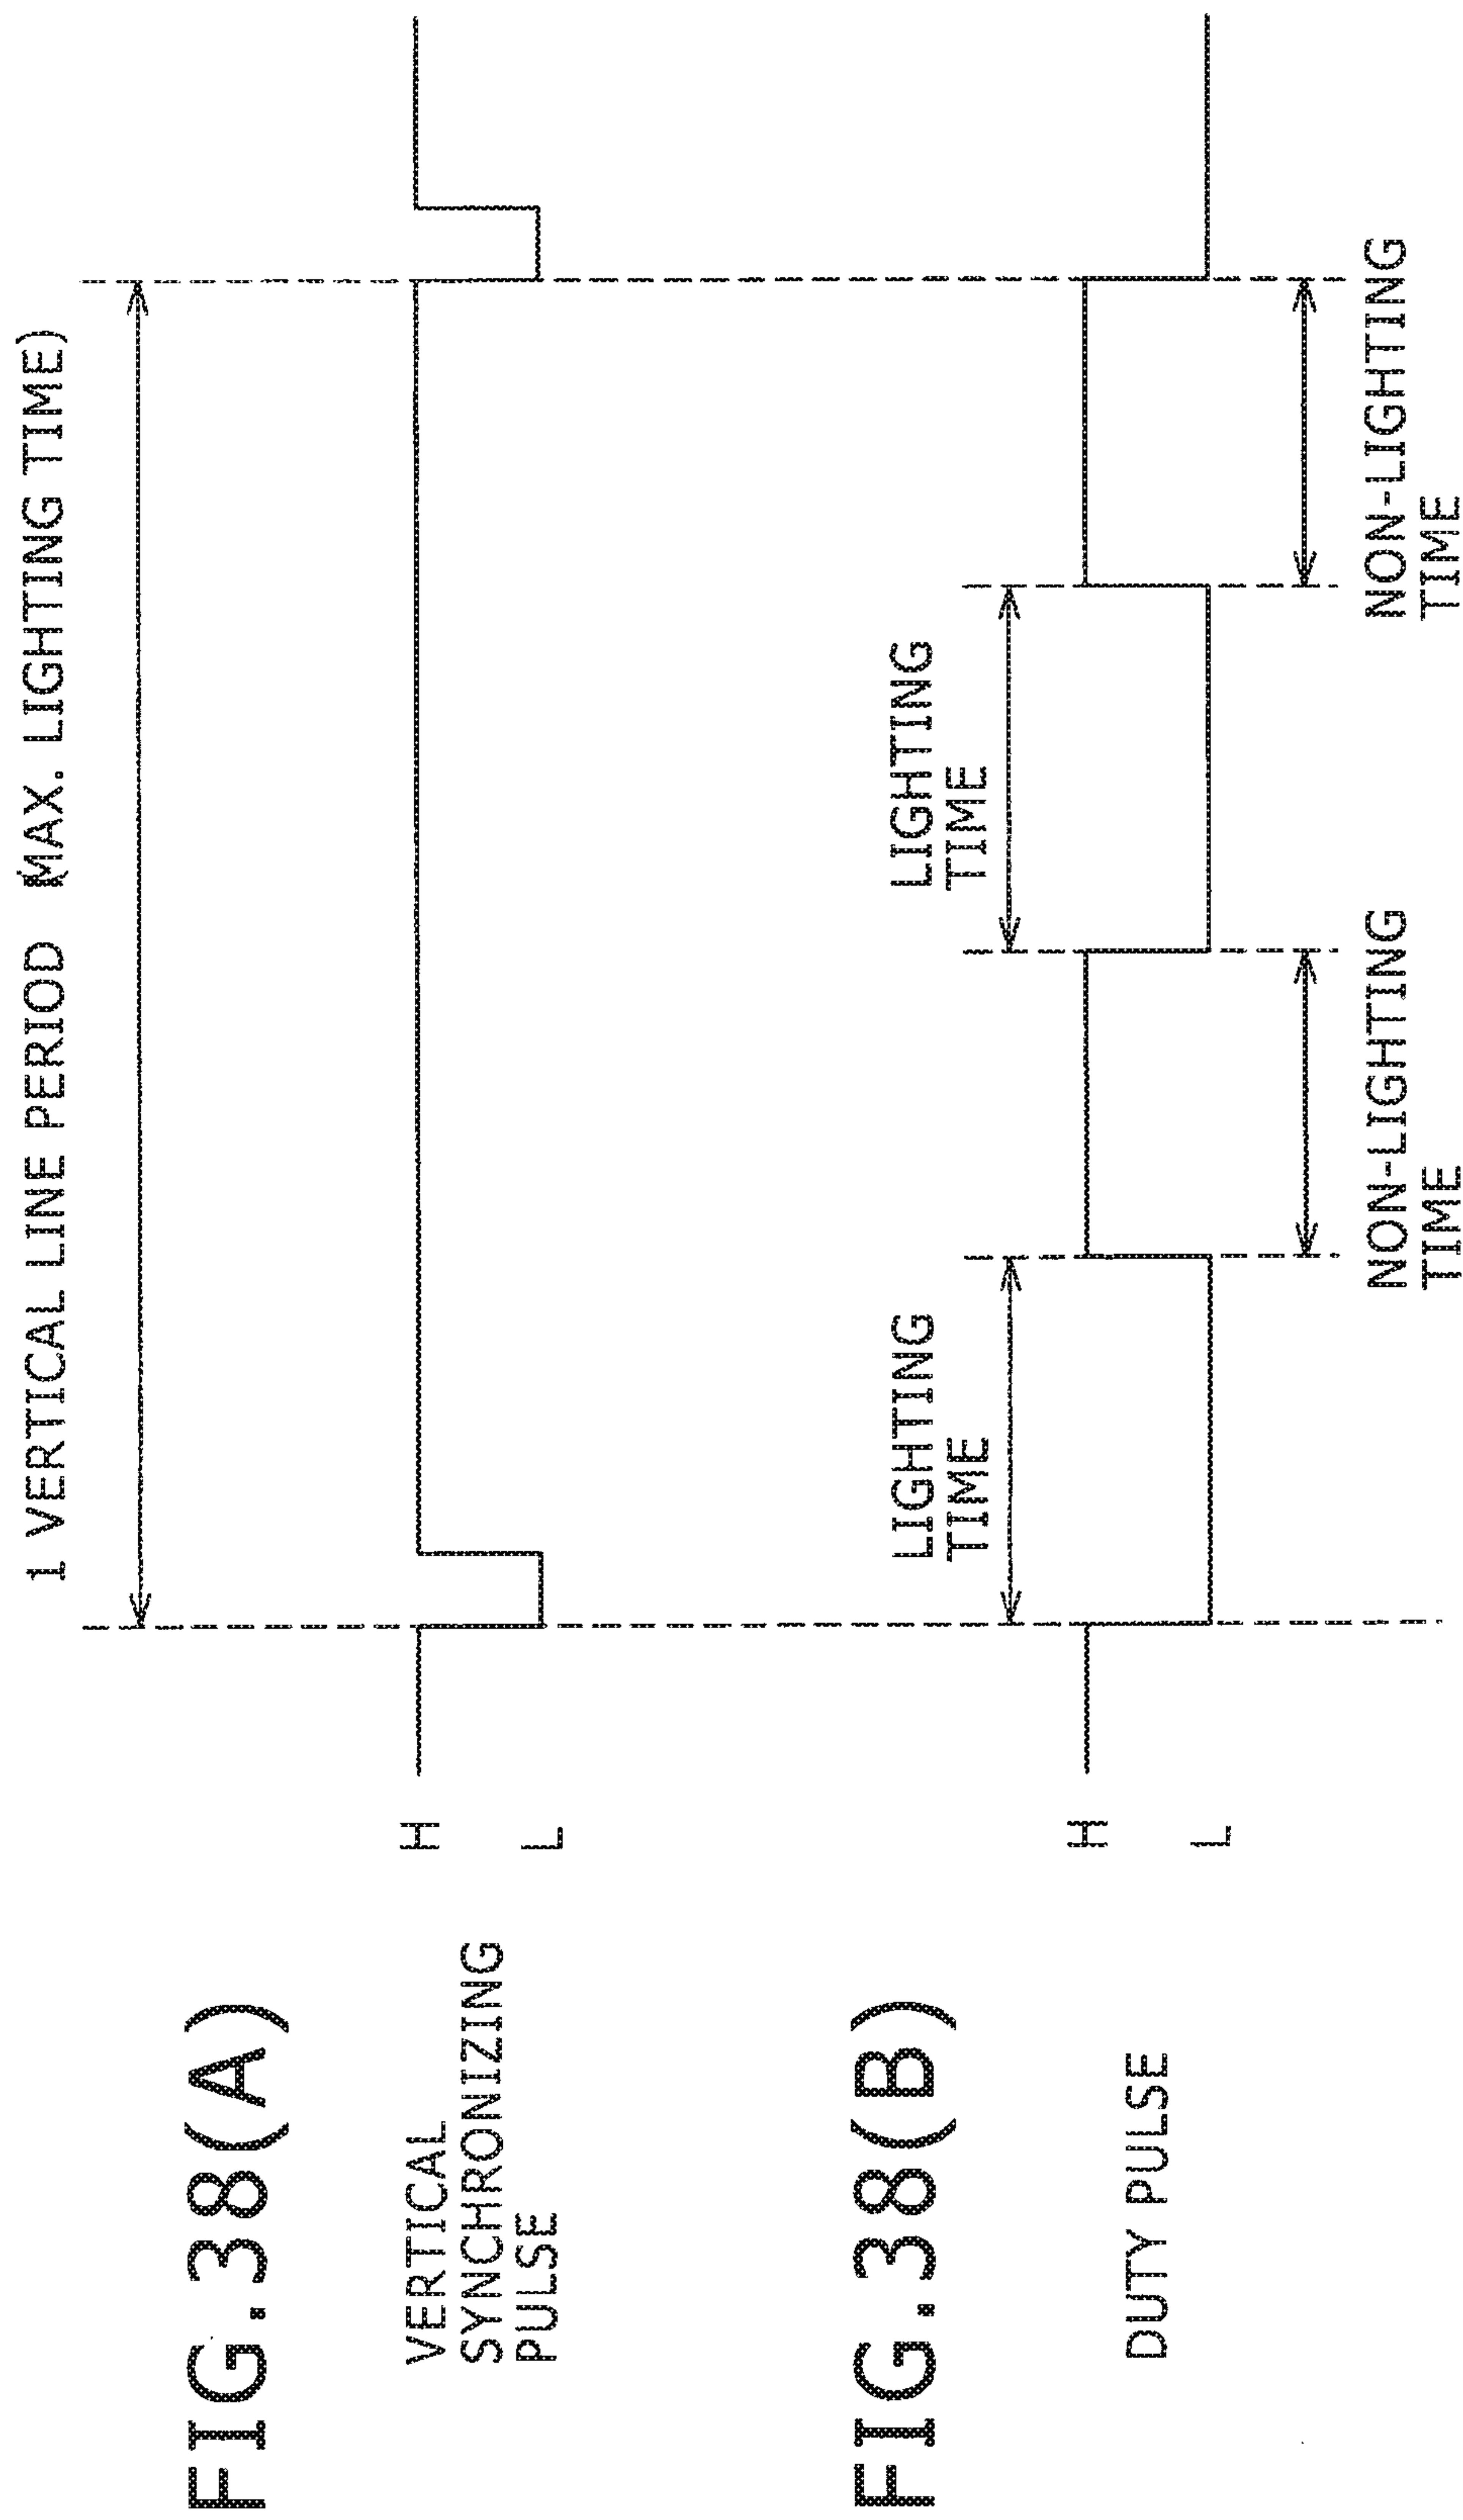 FIG.38(A)
1 VERTICAL LINE PERIOD (MAX. LIGHTING TIME)
VERTICAL
SYNCHRONIZING
PULSE
H
L
FIG.38(B)
LIGHTING
TIME
LIGHTING
TIME
DUTY PULSE
H
L
NON-LIGHTING
TIME
NON-LIGHTING
TIME